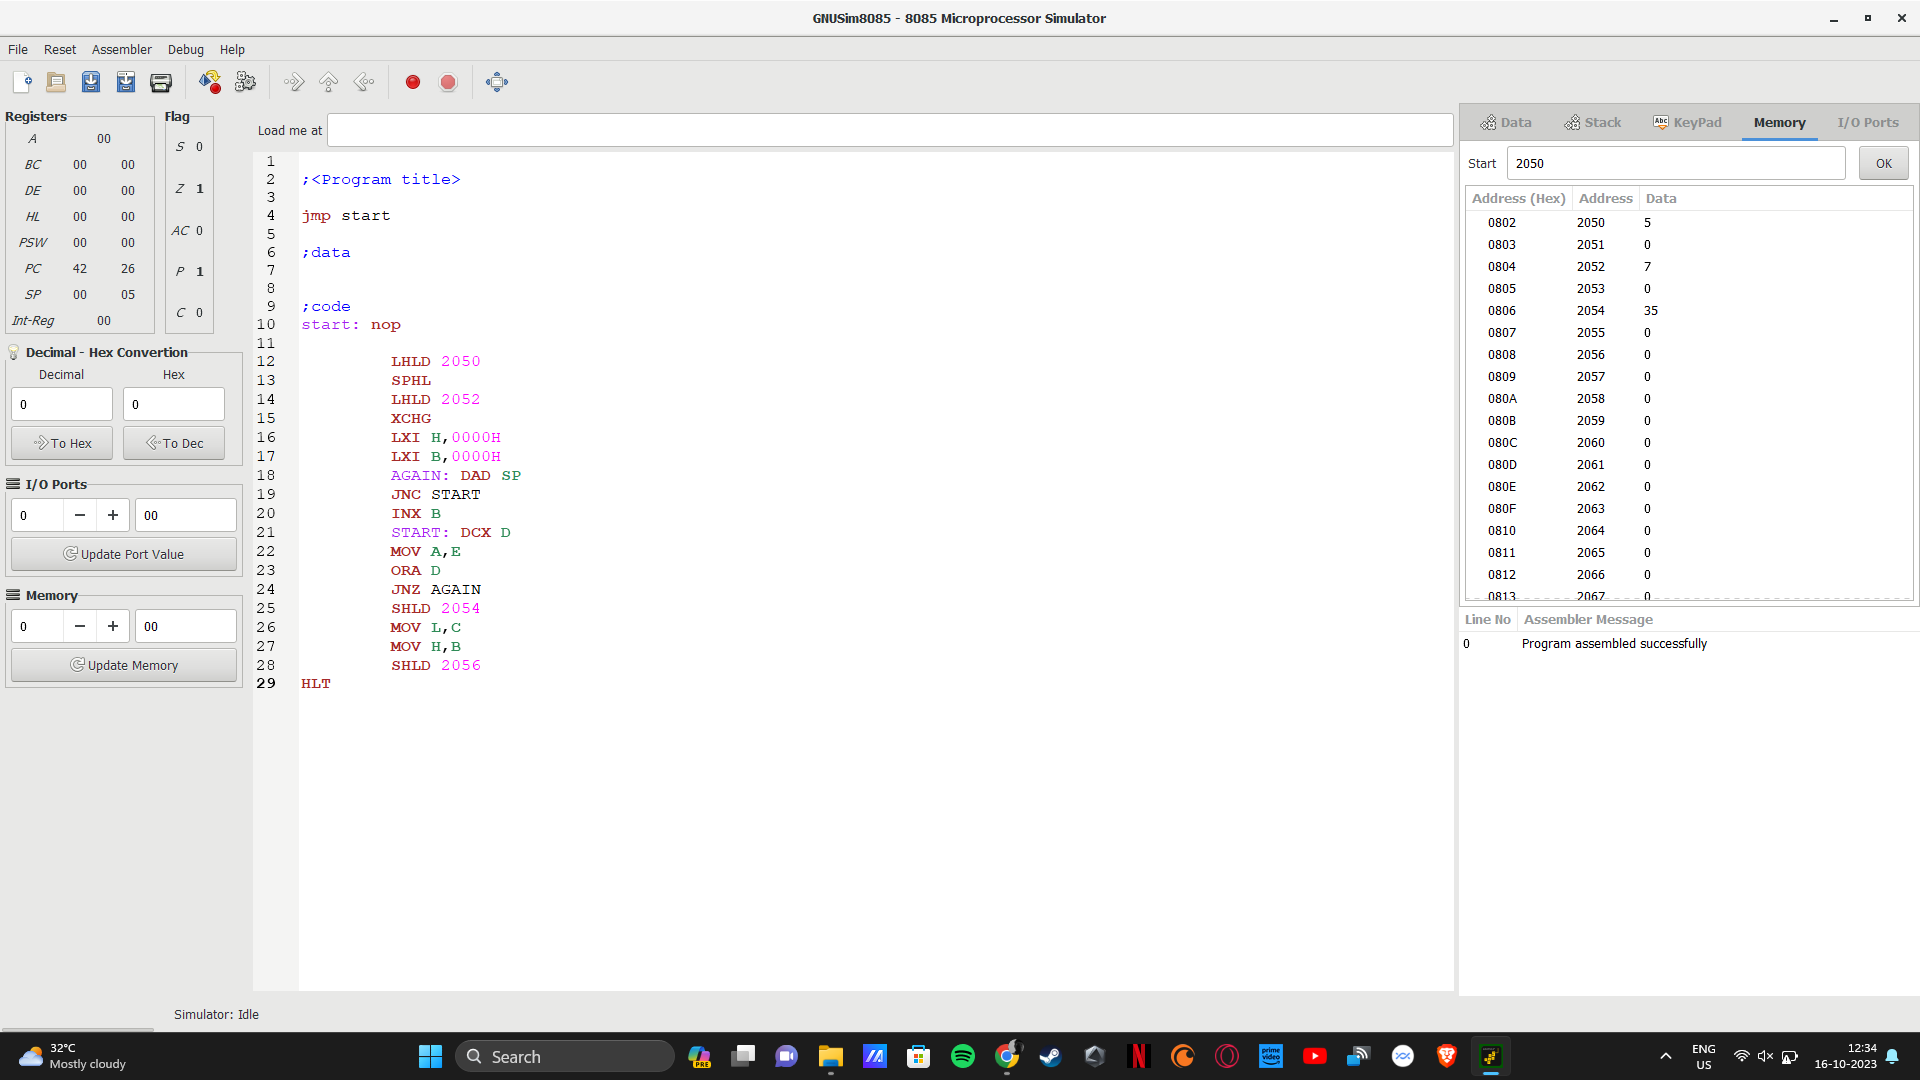 GNUSim8085 - 8085 Microprocessor Simulator
File Reset Assembler Debug Help
Registers
A 00
BC 00 00
DE 00 00
HL 00 00
PSW 00 00
PC 42 26
SP 00 05
Int-Reg 00
Flag
S 0
Z 1
AC 0
P 1
C 0
Decimal - Hex Convertion
Decimal Hex
0 0
To Hex To Dec
I/O Ports
0 − + 00
Update Port Value
Memory
0 − + 00
Update Memory
Load me at
1
2 ;<Program title>
3
4 jmp start
5
6 ;data
7
8
9 ;code
10 start: nop
11
12 LHLD 2050
13 SPHL
14 LHLD 2052
15 XCHG
16 LXI H,0000H
17 LXI B,0000H
18 AGAIN: DAD SP
19 JNC START
20 INX B
21 START: DCX D
22 MOV A,E
23 ORA D
24 JNZ AGAIN
25 SHLD 2054
26 MOV L,C
27 MOV H,B
28 SHLD 2056
29 HLT
Data Stack Abc KeyPad Memory I/O Ports
Start 2050 OK
Address (Hex) Address Data
0802 2050 5
0803 2051 0
0804 2052 7
0805 2053 0
0806 2054 35
0807 2055 0
0808 2056 0
0809 2057 0
080A 2058 0
080B 2059 0
080C 2060 0
080D 2061 0
080E 2062 0
080F 2063 0
0810 2064 0
0811 2065 0
0812 2066 0
0813 2067 0
Line No Assembler Message
0 Program assembled successfully
Simulator: Idle
32°C
Mostly cloudy
Search
PRE
N
prime
video
ENG
US
12:34
16-10-2023